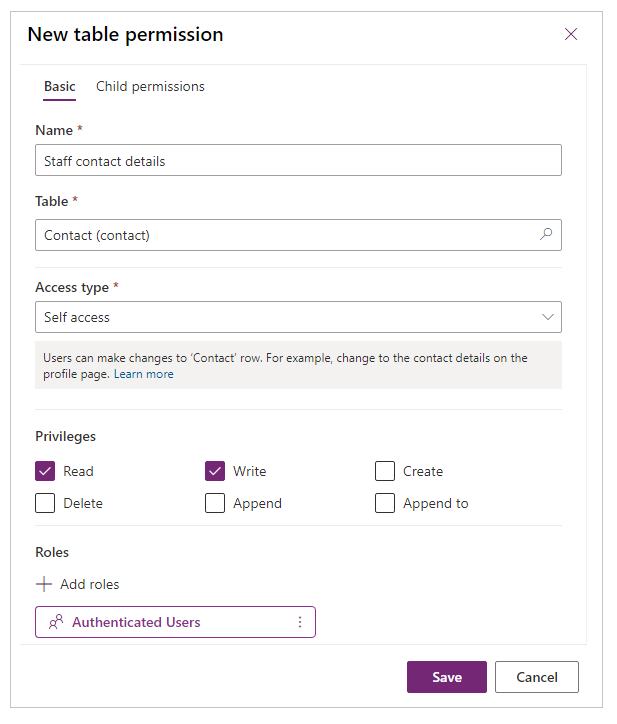 New table permission
Basic Child permissions
Name *
Staff contact details
Table *
Contact (contact)
Access type *
Self access
Users can make changes to ‘Contact’ row. For example, change to the contact details on the
profile page. Learn more
Privileges
Read Write Create
Delete Append Append to
Roles
Add roles
Authenticated Users
Save Cancel